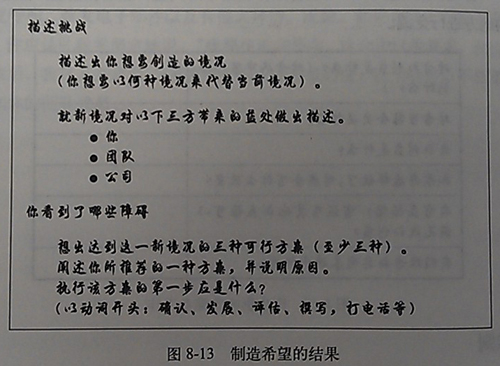 描述挑战
描述出你想要创造的境况
（你想要以何种境况来代替当前境况）。
就新境况对以下三方带来的益处做出描述。
● 你
● 团队
● 公司
你看到了哪些障碍
想出达到这一新境况的三种可行方案（至少三种）。
阐述你所推荐的一种方案，并说明原因。
执行该方案的第一步应是什么？
（以动词开头：确认、发展、评估、撰写，打电话等）
图 8-13 制造希望的结果